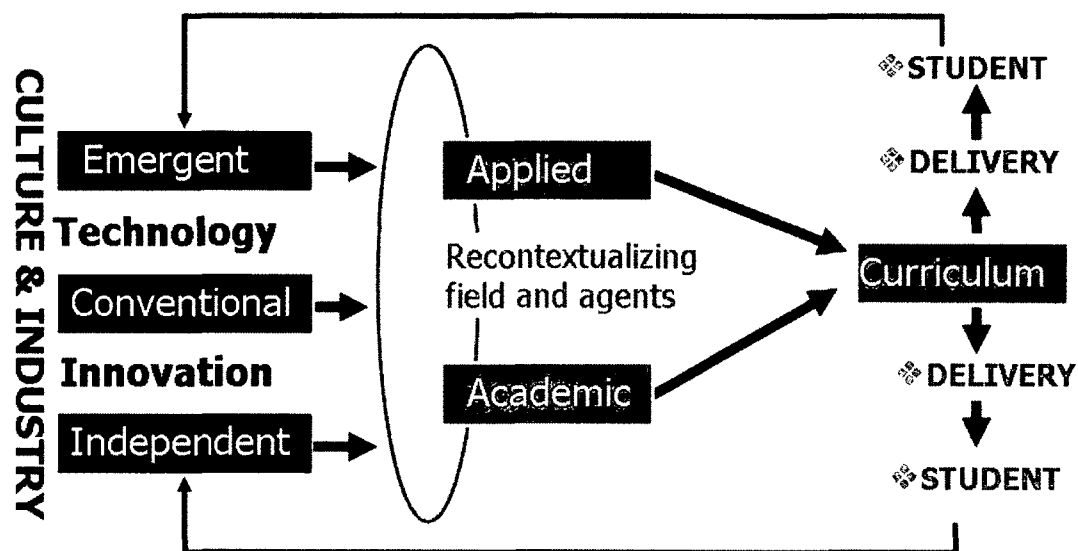 CULTURE & INDUSTRY
Emergent
Technology
Conventional
Innovation
Independent
Applied
Recontextualizing
field and agents
Academic
STUDENT
DELIVERY
Curriculum
DELIVERY
STUDENT